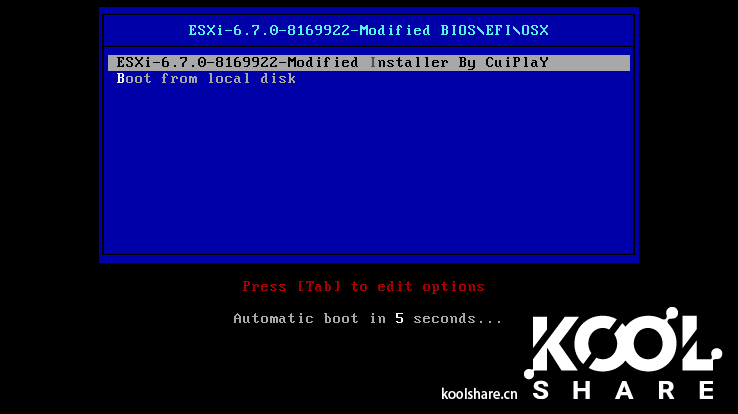 ESXi-6.7.0-8169922-Modified BIOS\EFI\OSX
ESXi-6.7.0-8169922-Modified Installer By CuiPlaY
Boot from local disk
Press [Tab] to edit options
Automatic boot in 5 seconds...
KOOL
koolshare.cn SHARE